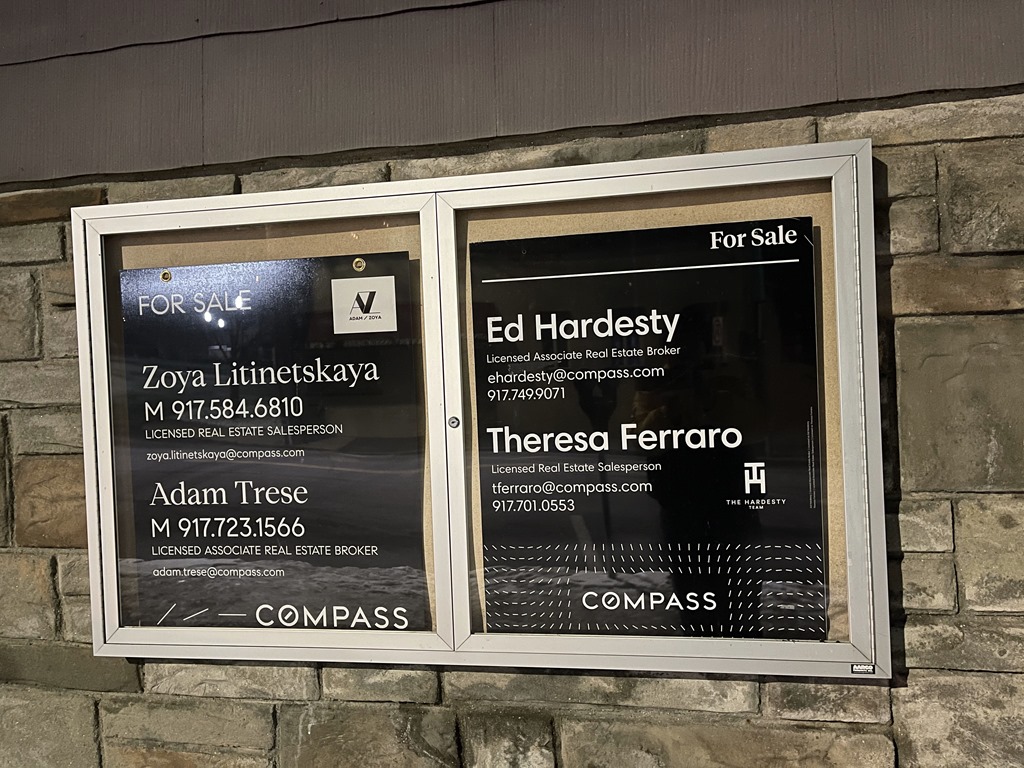 FOR SALE
AZ
ADAM / ZOYA
Zoya Litinetskaya
M 917.584.6810
LICENSED REAL ESTATE SALESPERSON
zoya.litinetskaya@compass.com
Adam Trese
M 917.723.1566
LICENSED ASSOCIATE REAL ESTATE BROKER
adam.trese@compass.com
COMPASS
For Sale
Ed Hardesty
Licensed Associate Real Estate Broker
ehardesty@compass.com
917.749.9071
Theresa Ferraro
Licensed Real Estate Salesperson
tferraro@compass.com
917.701.0553
TH
THE HARDESTY
TEAM
COMPASS
AARCO